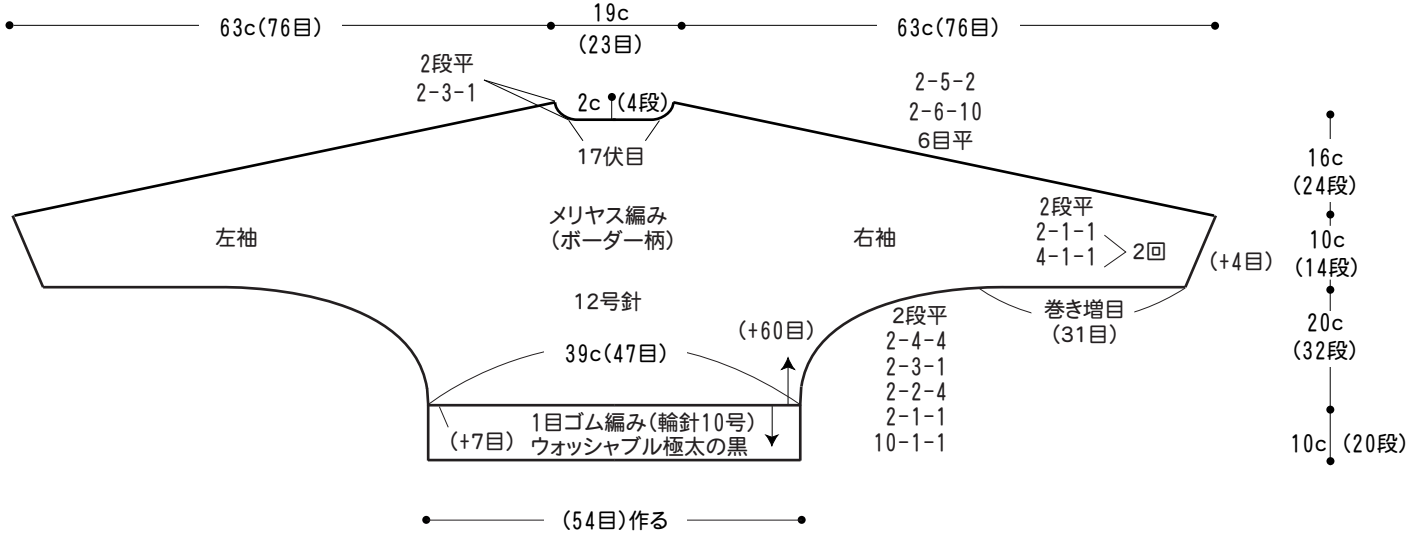 63c(76目)
19c
(23目)
63c(76目)
2段平
2-3-1
2c
(4段)
17伏目
2-5-2
2-6-10
6目平
16c
(24段)
左袖
メリヤス編み
(ボーダー柄)
右袖
2段平
2-1-1
4-1-1
2回
(+4目)
10c
(14段)
12号針
巻き増目
(31目)
(+60目)
2段平
2-4-4
2-3-1
2-2-4
2-1-1
10-1-1
20c
(32段)
39c(47目)
(+7目)
1目ゴム編み(輪針10号)
ウォッシャブル極太の黒
10c (20段)
(54目)作る